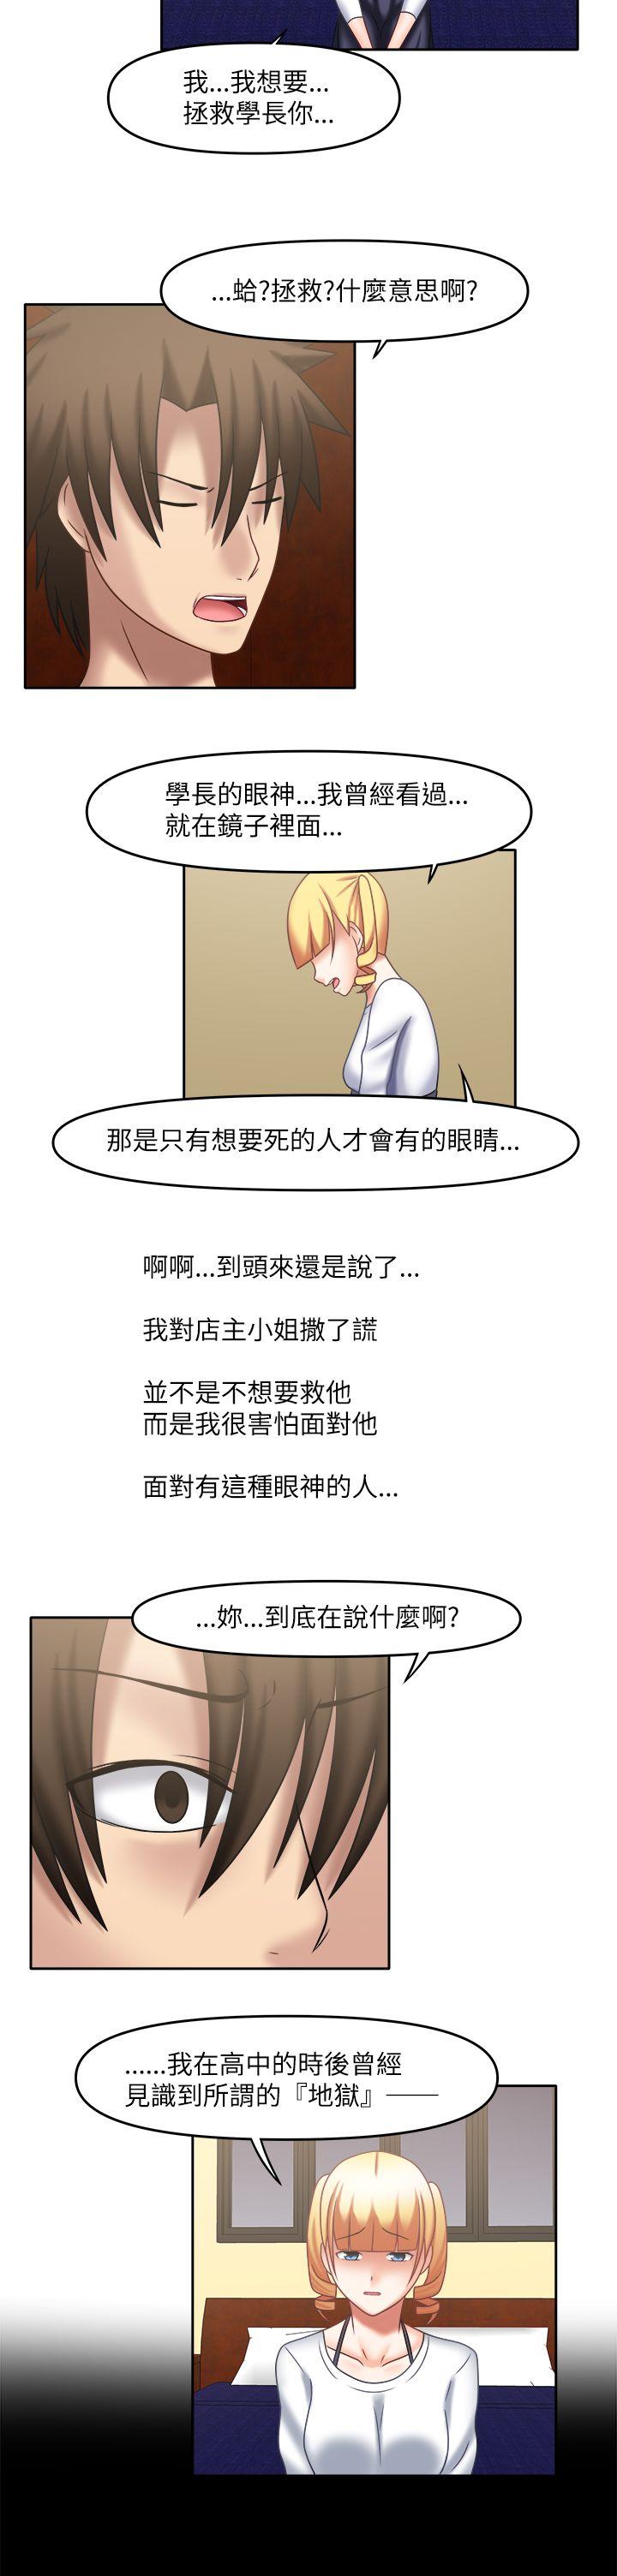 我...我想要...
拯救學長你...
...蛤?拯救?什麼意思啊?
學長的眼神...我曾經看過...
就在鏡子裡面...
那是只有想要死的人才會有的眼睛...
啊啊...到頭來還是說了...
我對店主小姐撒了謊
並不是不想要救他
而是我很害怕面對他
面對有這種眼神的人...
...妳...到底在說什麼啊?
......我在高中的時後曾經
見識到所謂的『地獄』——